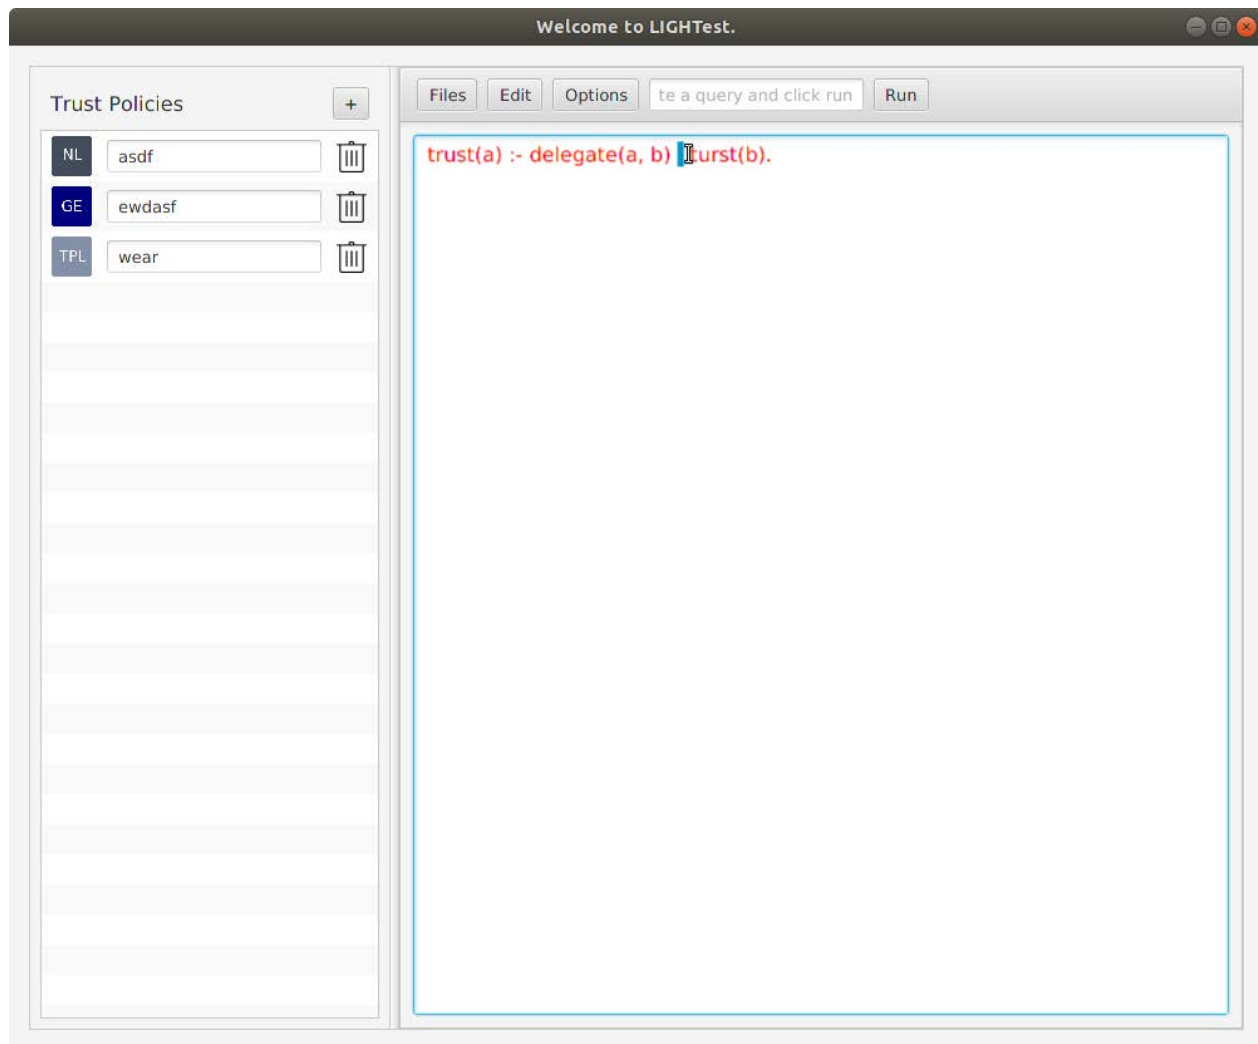 Welcome to LIGHTest.
Trust Policies
+
NL asdf
GE ewdasf
TPL wear
Files Edit Options te a query and click run Run
trust(a) :- delegate(a, b) turst(b).